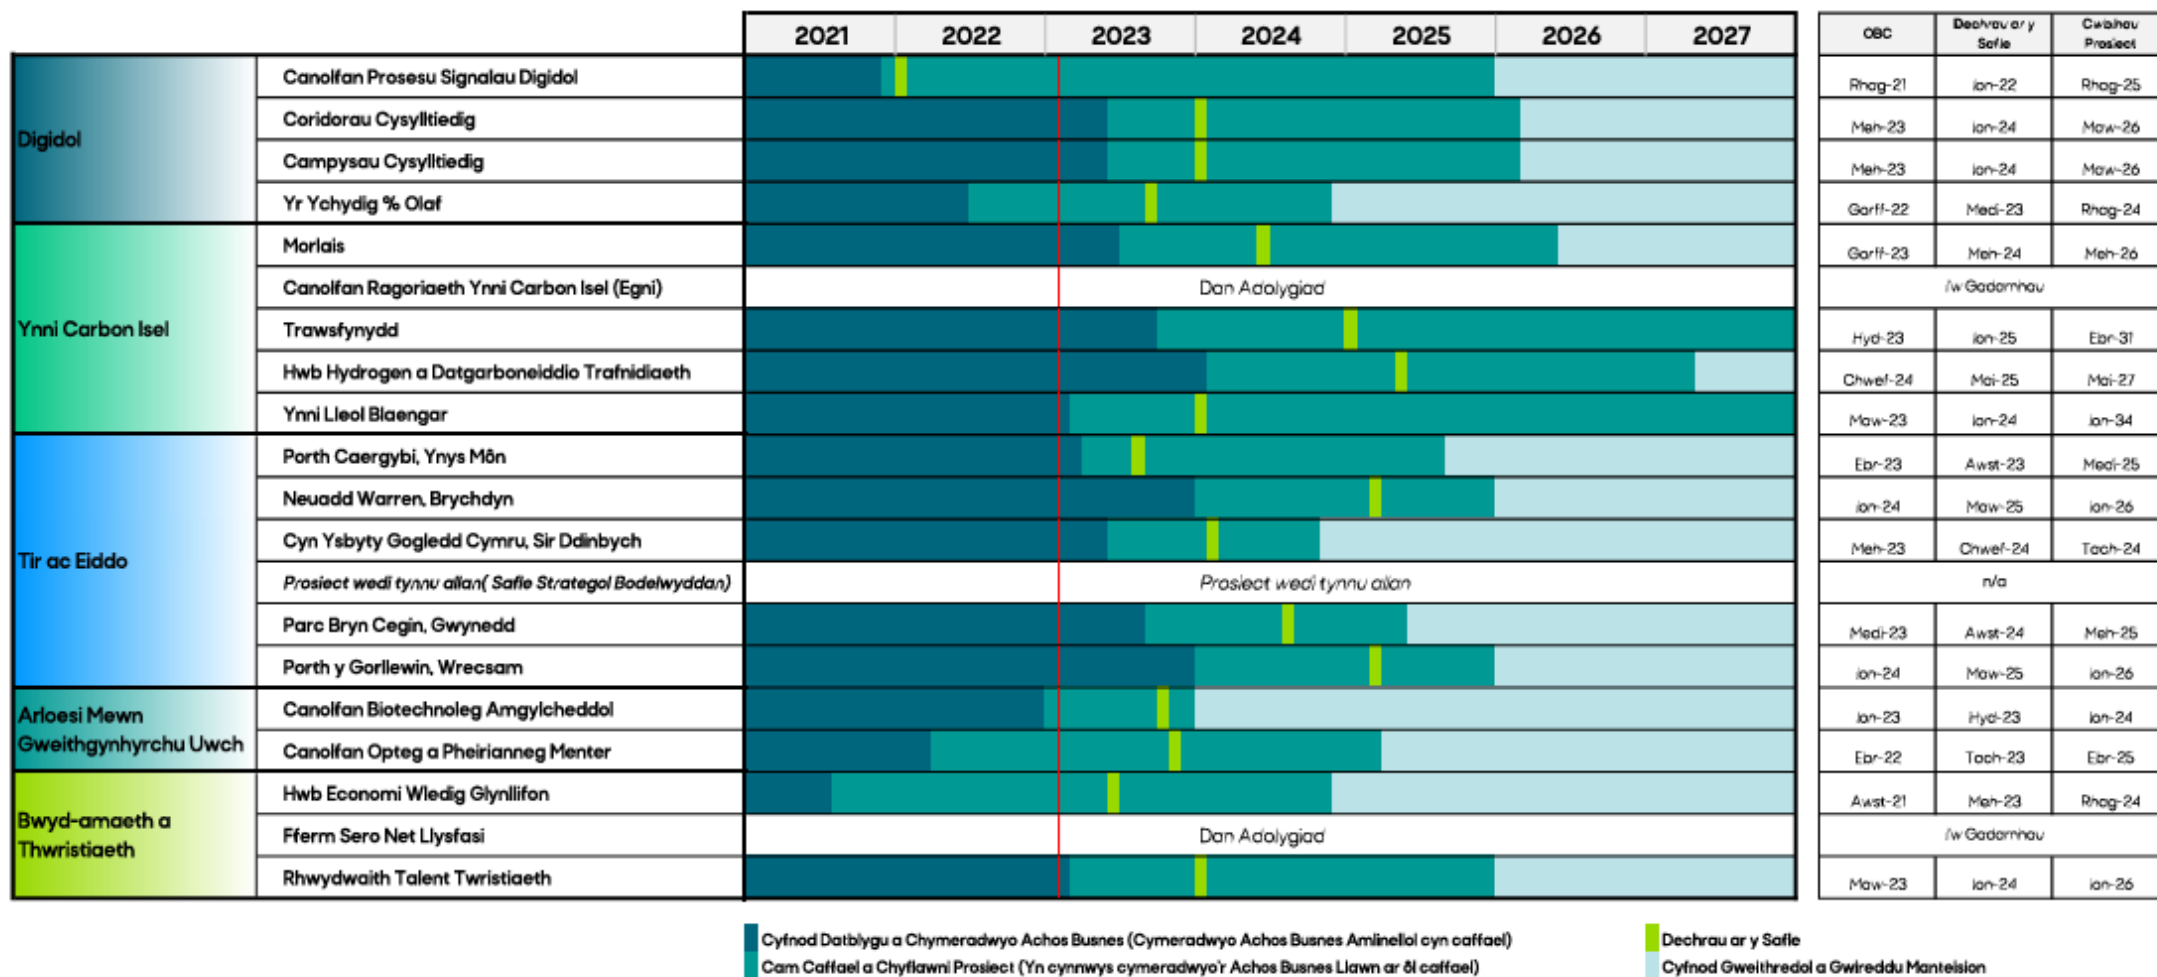 2021 2022 2023 2024 2025 2026 2027 OBC Dechrau ar y Safle Cwblhau Prosiect
Digidol
Canolfan Prosesu Signalau Digidol Rhag-21 Ion-22 Rhag-25
Coridorau Cysylltiedig Meh-23 Ion-24 Maw-26
Campysau Cysylltiedig Meh-23 Ion-24 Maw-26
Yr Ychydig % Olaf Gorff-22 Medi-23 Rhag-24
Ynni Carbon Isel
Morlais Gorff-23 Meh-24 Meh-26
Canolfan Ragoriaeth Ynni Carbon Isel (Egni) Dan Adolygiad I'w Gadarnhau
Trawsfynydd Hyd-23 Ion-25 Ebr-31
Hwb Hydrogen a Datgarboneiddio Trafnidiaeth Chwef-24 Mai-25 Mai-27
Ynni Lleol Blaengar Maw-23 Ion-24 Ion-34
Tir ac Eiddo
Porth Caergybi, Ynys Môn Ebr-23 Awst-23 Medi-25
Neuadd Warren, Brychdyn Ion-24 Maw-25 Ion-26
Cyn Ysbyty Gogledd Cymru, Sir Ddinbych Meh-23 Chwef-24 Tach-24
Prosiect wedi tynnu allan( Safle Strategol Bodelwyddan) Prosiect wedi tynnu allan n/a
Parc Bryn Cegin, Gwynedd Medi-23 Awst-24 Meh-25
Porth y Gorllewin, Wrecsam Ion-24 Maw-25 Ion-26
Arloesi Mewn
Gweithgynhyrchu Uwch
Canolfan Biotechnoleg Amgylcheddol Ion-23 Hyd-23 Ion-24
Canolfan Opteg a Pheirianneg Menter Ebr-22 Tach-23 Ebr-25
Bwyd-amaeth a
Thwristiaeth
Hwb Economi Wledig Glynllifon Awst-21 Meh-23 Rhag-24
Fferm Sero Net Llysfasi Dan Adolygiad I'w Gadarnhau
Rhwydwaith Talent Twristiaeth Maw-23 Ion-24 Ion-26
Cyfnod Datblygu a Chymeradwyo Achos Busnes (Cymeradwyo Achos Busnes Amlinellol cyn caffael) Dechrau ar y Safle
Cam Caffael a Chyflawni Prosiect (Yn cynnwys cymeradwyo'r Achos Busnes Llawn ar ôl caffael) Cyfnod Gweithredol a Gwireddu Manteision